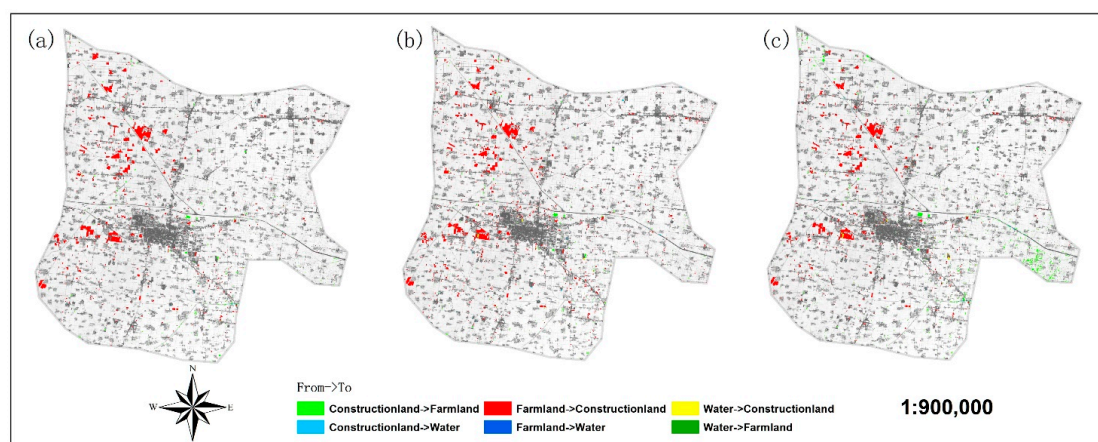 (a) (b) (c)
N
W E
S
From->To
Constructionland->Farmland Farmland->Constructionland Water->Constructionland
Constructionland->Water Farmland->Water Water->Farmland
1:900,000